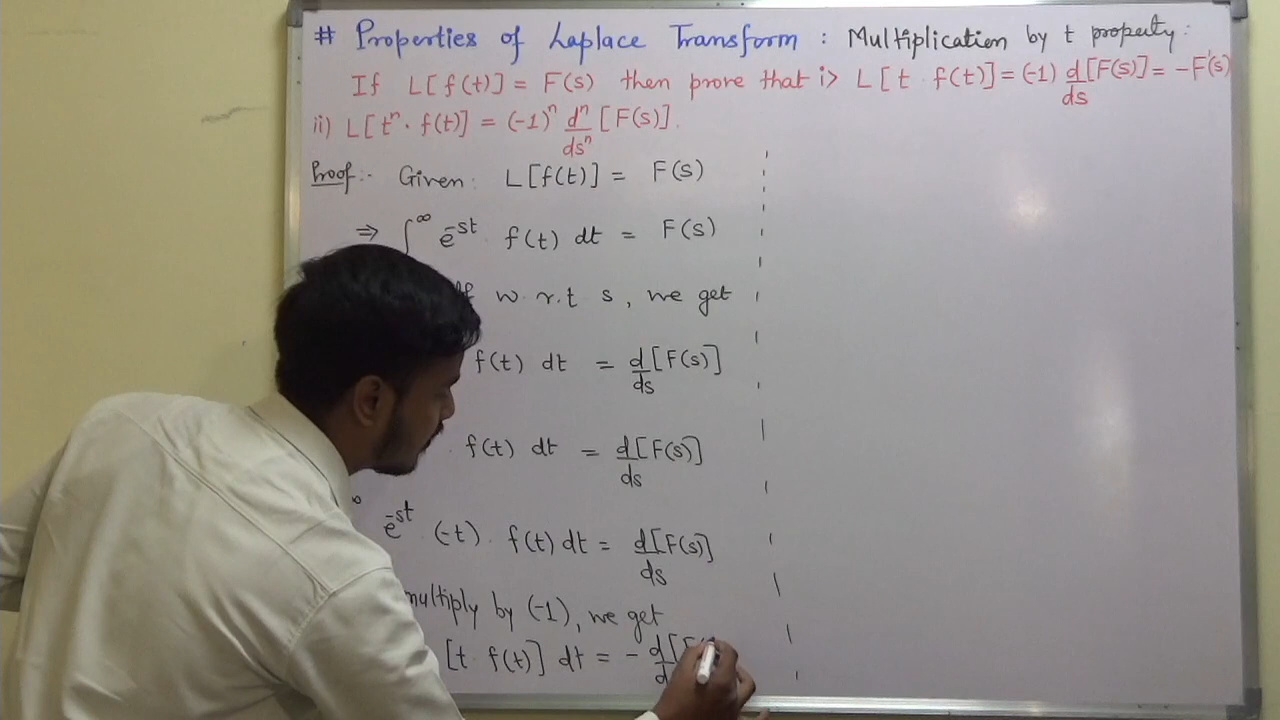 # Properties of Laplace Transform : Multiplication by t property:
If L[f(t)] = F(s) then prove that i> L[t f(t)] = (-1) d/ds [F(s)] = -F'(s)
ii) L[tⁿ · f(t)] = (-1)ⁿ dⁿ/dsⁿ [F(s)].
Proof:- Given: L[f(t)] = F(s)
⇒ ∫^∞ e^-st f(t) dt = F(s)
w.r.t s, we get
f(t) dt = d/ds [F(s)]
· f(t) dt = d/ds [F(s)]
e^-st (-t) · f(t) dt = d/ds [F(s)]
multiply by (-1), we get
[t · f(t)] dt = - d